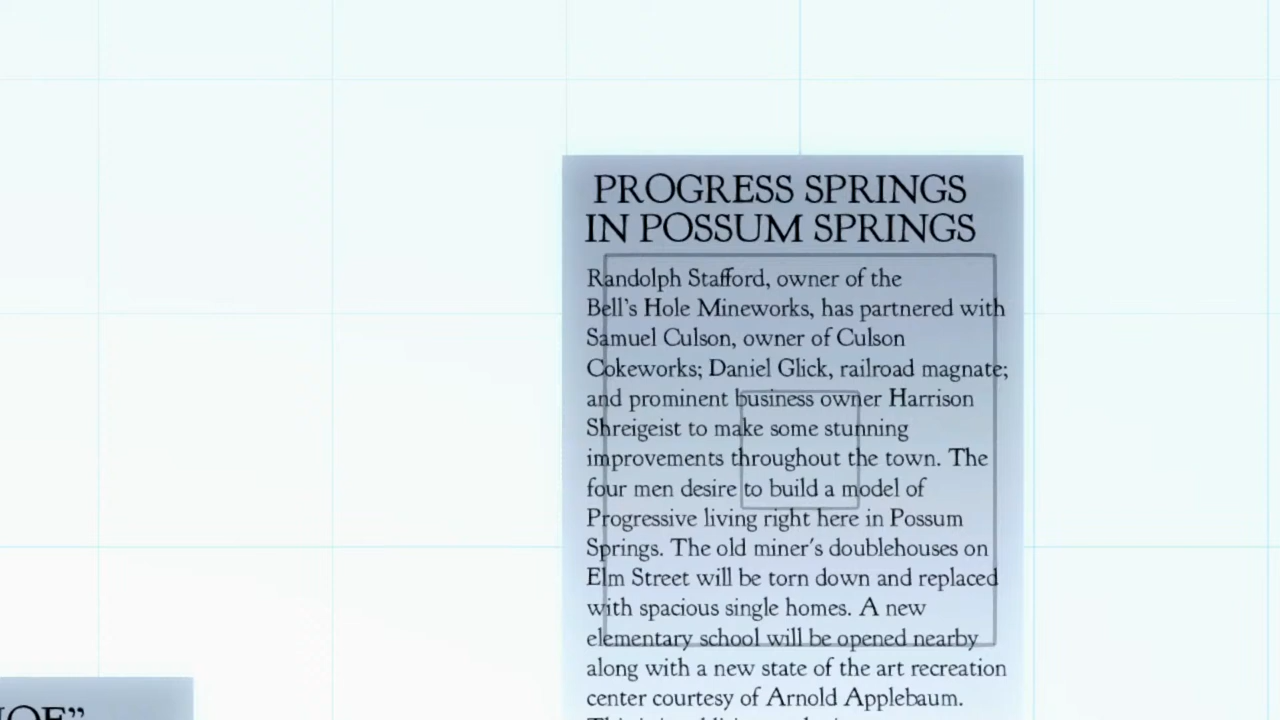 PROGRESS SPRINGS
IN POSSUM SPRINGS
Randolph Stafford, owner of the
Bell's Hole Mineworks, has partnered with
Samuel Culson, owner of Culson
Cokeworks; Daniel Glick, railroad magnate;
and prominent business owner Harrison
Shreigeist to make some stunning
improvements throughout the town. The
four men desire to build a model of
Progressive living right here in Possum
Springs. The old miner's doublehouses on
Elm Street will be torn down and replaced
with spacious single homes. A new
elementary school will be opened nearby
along with a new state of the art recreation
center courtesy of Arnold Applebaum.